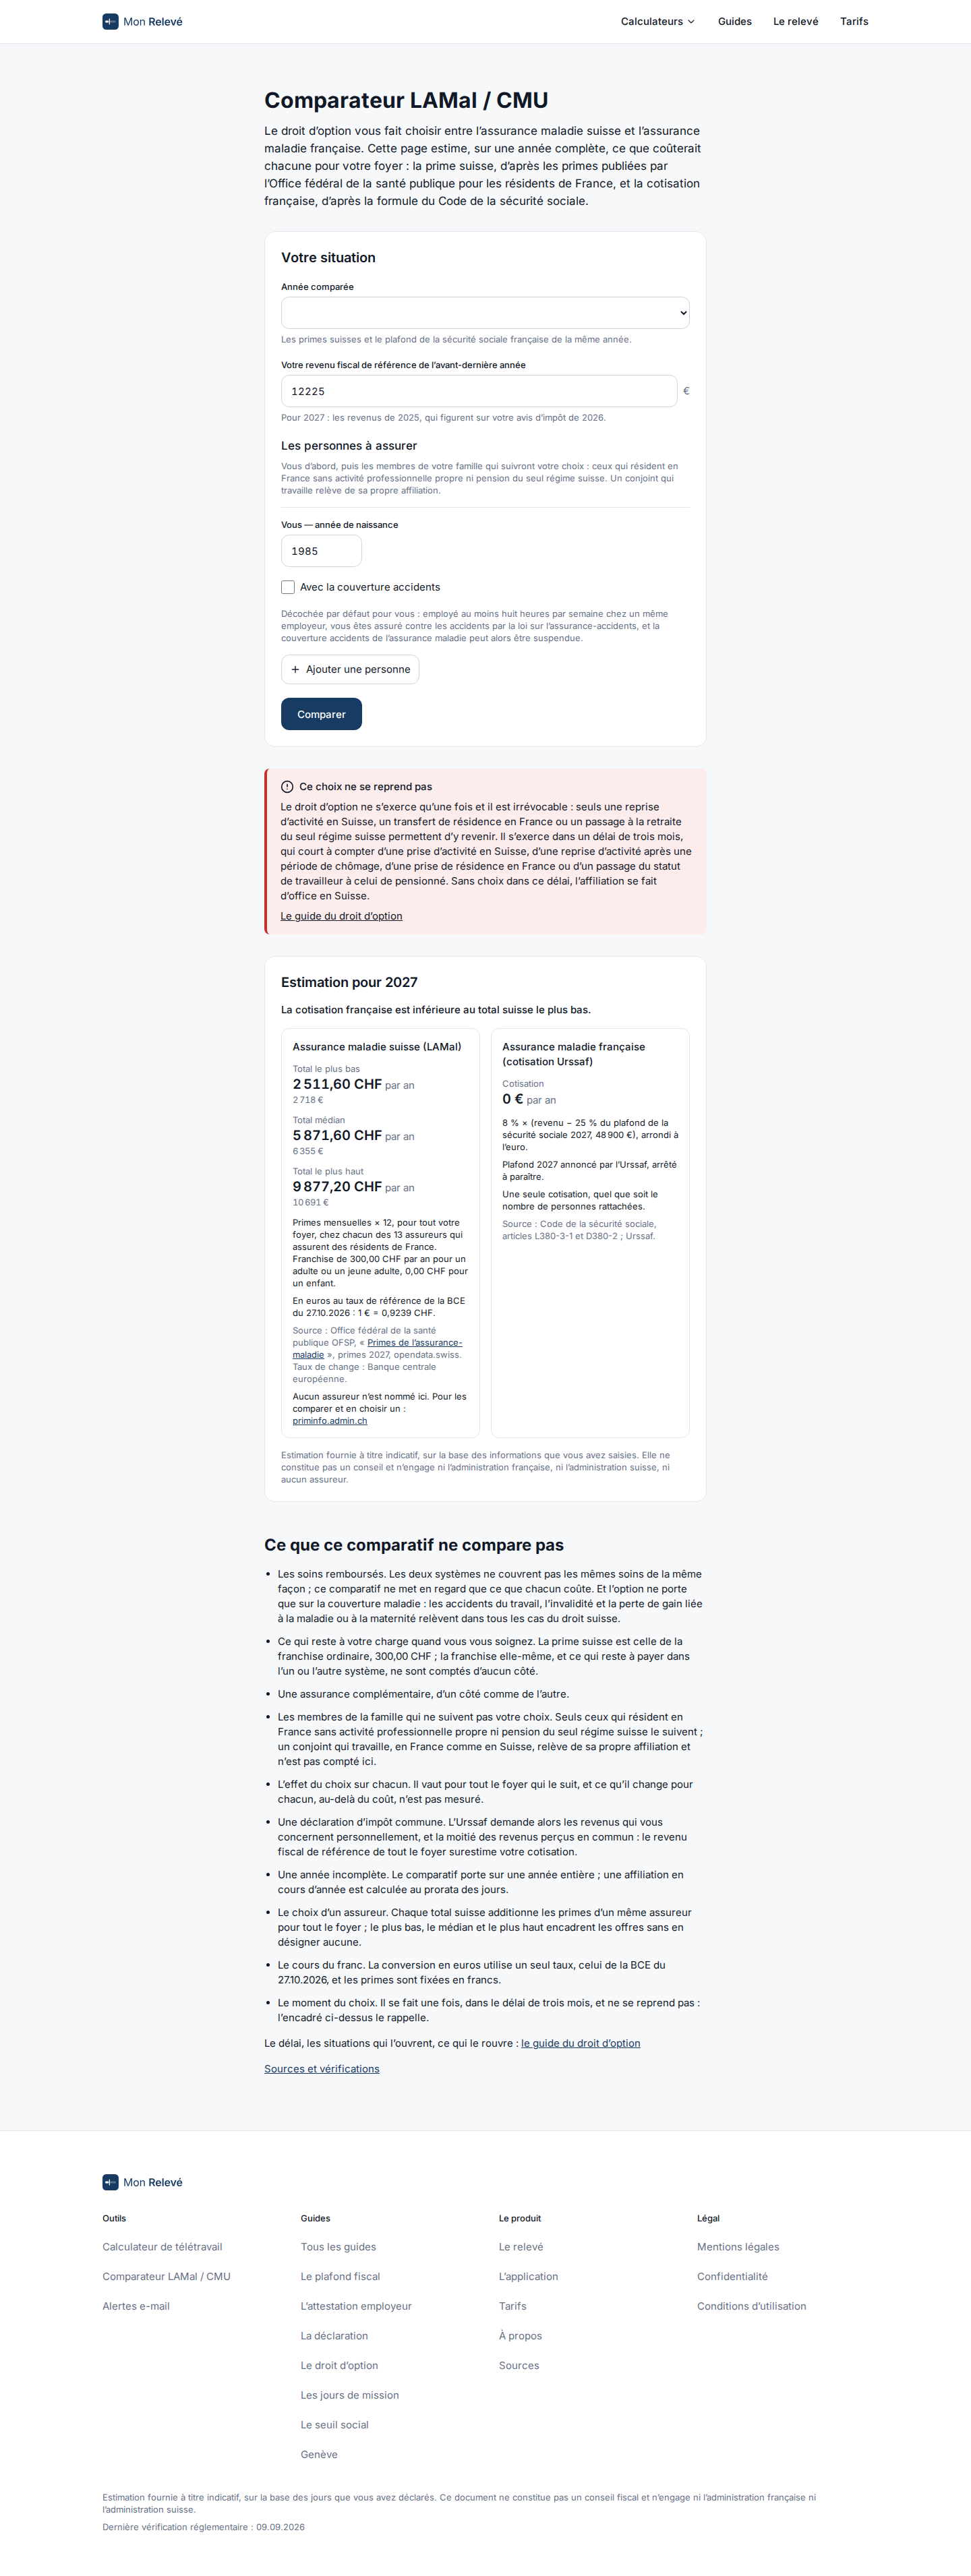 Mon Relevé
Calculateurs
Guides
Le relevé
Tarifs
Comparateur LAMal / CMU
Le droit d’option vous fait choisir entre l’assurance maladie suisse et l’assurance
maladie française. Cette page estime, sur une année complète, ce que coûterait
chacune pour votre foyer : la prime suisse, d’après les primes publiées par
l’Office fédéral de la santé publique pour les résidents de France, et la cotisation
française, d’après la formule du Code de la sécurité sociale.
Votre situation
Année comparée
Les primes suisses et le plafond de la sécurité sociale française de la même année.
Votre revenu fiscal de référence de l’avant-dernière année
12225
€
Pour 2027 : les revenus de 2025, qui figurent sur votre avis d’impôt de 2026.
Les personnes à assurer
Vous d’abord, puis les membres de votre famille qui suivront votre choix : ceux qui résident en
France sans activité professionnelle propre ni pension du seul régime suisse. Un conjoint qui
travaille relève de sa propre affiliation.
Vous — année de naissance
1985
Avec la couverture accidents
Décochée par défaut pour vous : employé au moins huit heures par semaine chez un même
employeur, vous êtes assuré contre les accidents par la loi sur l’assurance-accidents, et la
couverture accidents de l’assurance maladie peut alors être suspendue.
+ Ajouter une personne
Comparer
Ce choix ne se reprend pas
Le droit d’option ne s’exerce qu’une fois et il est irrévocable : seuls une reprise
d’activité en Suisse, un transfert de résidence en France ou un passage à la retraite
du seul régime suisse permettent d’y revenir. Il s’exerce dans un délai de trois mois,
qui court à compter d’une prise d’activité en Suisse, d’une reprise d’activité après une
période de chômage, d’une prise de résidence en France ou d’un passage du statut
de travailleur à celui de pensionné. Sans choix dans ce délai, l’affiliation se fait
d’office en Suisse.
Le guide du droit d’option
Estimation pour 2027
La cotisation française est inférieure au total suisse le plus bas.
Assurance maladie suisse (LAMal)
Total le plus bas
2 511,60 CHF par an
2 718 €
Total médian
5 871,60 CHF par an
6 355 €
Total le plus haut
9 877,20 CHF par an
10 691 €
Primes mensuelles × 12, pour tout votre
foyer, chez chacun des 13 assureurs qui
assurent des résidents de France.
Franchise de 300,00 CHF par an pour un
adulte ou un jeune adulte, 0,00 CHF pour
un enfant.
En euros au taux de référence de la BCE
du 27.10.2026 : 1 € = 0,9239 CHF.
Source : Office fédéral de la santé
publique OFSP, « Primes de l’assurance-
maladie », primes 2027, opendata.swiss.
Taux de change : Banque centrale
européenne.
Aucun assureur n’est nommé ici. Pour les
comparer et en choisir un :
priminfo.admin.ch
Assurance maladie française
(cotisation Urssaf)
Cotisation
0 € par an
8 % × (revenu − 25 % du plafond de la
sécurité sociale 2027, 48 900 €), arrondi à
l’euro.
Plafond 2027 annoncé par l’Urssaf, arrêté
à paraître.
Une seule cotisation, quel que soit le
nombre de personnes rattachées.
Source : Code de la sécurité sociale,
articles L380-3-1 et D380-2 ; Urssaf.
Estimation fournie à titre indicatif, sur la base des informations que vous avez saisies. Elle ne
constitue pas un conseil et n’engage ni l’administration française, ni l’administration suisse, ni
aucun assureur.
Ce que ce comparatif ne compare pas
• Les soins remboursés. Les deux systèmes ne couvrent pas les mêmes soins de la même
façon ; ce comparatif ne met en regard que ce que chacun coûte. Et l’option ne porte
que sur la couverture maladie : les accidents du travail, l’invalidité et la perte de gain liée
à la maladie ou à la maternité relèvent dans tous les cas du droit suisse.
• Ce qui reste à votre charge quand vous vous soignez. La prime suisse est celle de la
franchise ordinaire, 300,00 CHF ; la franchise elle-même, et ce qui reste à payer dans
l’un ou l’autre système, ne sont comptés d’aucun côté.
• Une assurance complémentaire, d’un côté comme de l’autre.
• Les membres de la famille qui ne suivent pas votre choix. Seuls ceux qui résident en
France sans activité professionnelle propre ni pension du seul régime suisse le suivent ;
un conjoint qui travaille, en France comme en Suisse, relève de sa propre affiliation et
n’est pas compté ici.
• L’effet du choix sur chacun. Il vaut pour tout le foyer qui le suit, et ce qu’il change pour
chacun, au-delà du coût, n’est pas mesuré.
• Une déclaration d’impôt commune. L’Urssaf demande alors les revenus qui vous
concernent personnellement, et la moitié des revenus perçus en commun : le revenu
fiscal de référence de tout le foyer surestime votre cotisation.
• Une année incomplète. Le comparatif porte sur une année entière ; une affiliation en
cours d’année est calculée au prorata des jours.
• Le choix d’un assureur. Chaque total suisse additionne les primes d’un même assureur
pour tout le foyer ; le plus bas, le médian et le plus haut encadrent les offres sans en
désigner aucune.
• Le cours du franc. La conversion en euros utilise un seul taux, celui de la BCE du
27.10.2026, et les primes sont fixées en francs.
• Le moment du choix. Il se fait une fois, dans le délai de trois mois, et ne se reprend pas :
l’encadré ci-dessus le rappelle.
Le délai, les situations qui l’ouvrent, ce qui le rouvre : le guide du droit d’option
Sources et vérifications
Mon Relevé
Outils
Calculateur de télétravail
Comparateur LAMal / CMU
Alertes e-mail
Guides
Tous les guides
Le plafond fiscal
L’attestation employeur
La déclaration
Le droit d’option
Les jours de mission
Le seuil social
Genève
Le produit
Le relevé
L’application
Tarifs
À propos
Sources
Légal
Mentions légales
Confidentialité
Conditions d’utilisation
Estimation fournie à titre indicatif, sur la base des jours que vous avez déclarés. Ce document ne constitue pas un conseil fiscal et n’engage ni l’administration française ni
l’administration suisse.
Dernière vérification réglementaire : 09.09.2026